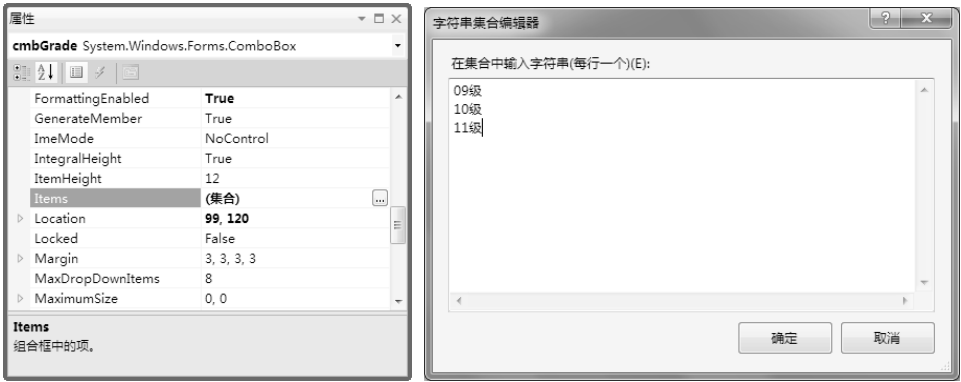 属性
cmbGrade System.Windows.Forms.ComboBox
FormattingEnabled True
GenerateMember True
ImeMode NoControl
IntegralHeight True
ItemHeight 12
Items (集合) ...
Location 99, 120
Locked False
Margin 3, 3, 3, 3
MaxDropDownItems 8
MaximumSize 0, 0
Items
组合框中的项。
字符串集合编辑器
在集合中输入字符串(每行一个)(E):
09级
10级
11级
确定 取消